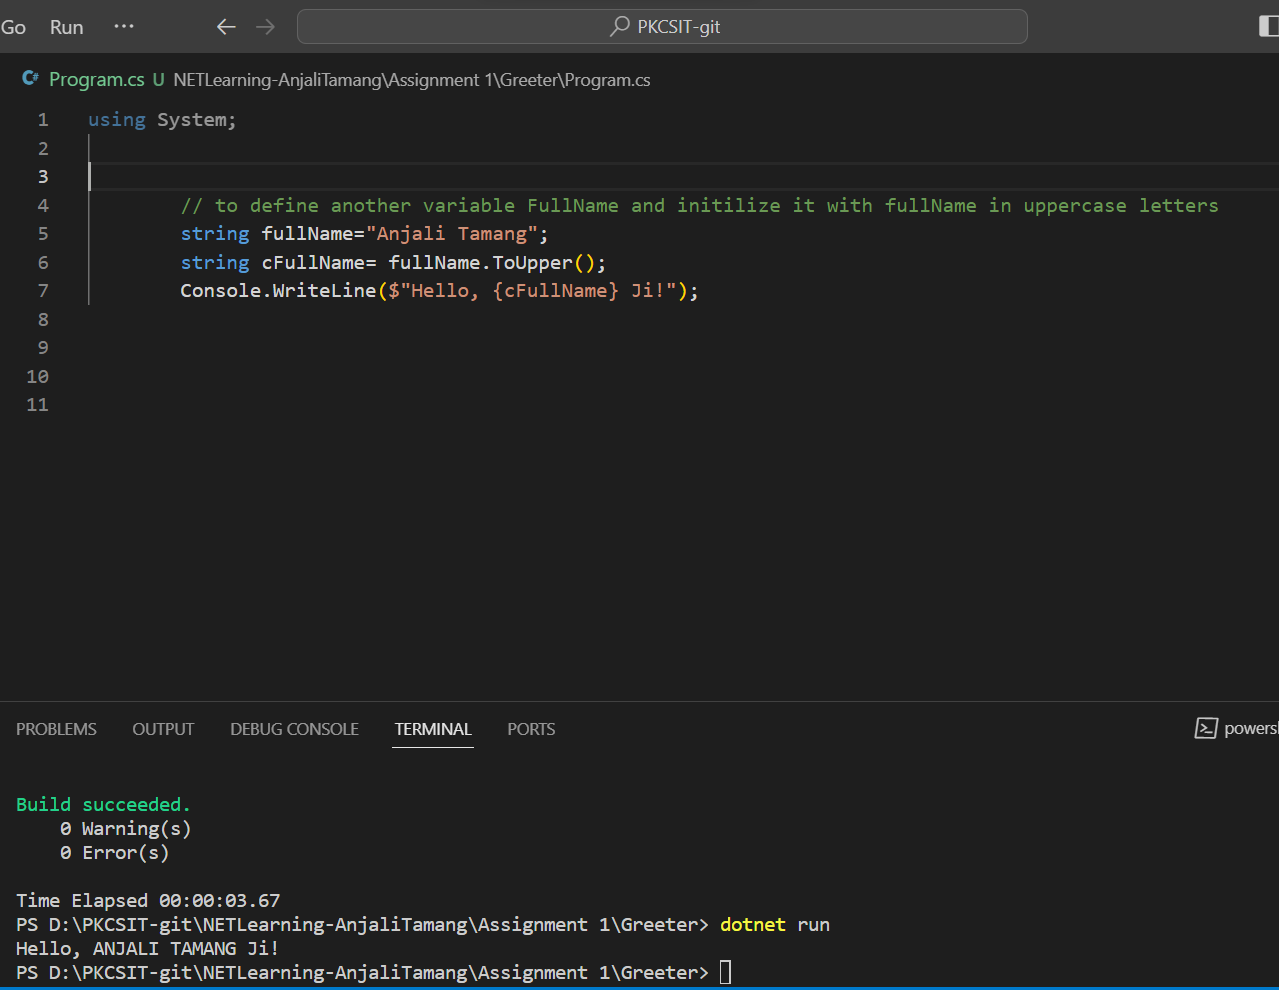 Go Run ··· PKCSIT-git
C# Program.cs U NETLearning-AnjaliTamang\Assignment 1\Greeter\Program.cs
1 using System;
2
3
4 // to define another variable FullName and initilize it with fullName in uppercase letters
5 string fullName="Anjali Tamang";
6 string cFullName= fullName.ToUpper();
7 Console.WriteLine($"Hello, {cFullName} Ji!");
8
9
10
11
PROBLEMS OUTPUT DEBUG CONSOLE TERMINAL PORTS powers
Build succeeded.
0 Warning(s)
0 Error(s)
Time Elapsed 00:00:03.67
PS D:\PKCSIT-git\NETLearning-AnjaliTamang\Assignment 1\Greeter> dotnet run
Hello, ANJALI TAMANG Ji!
PS D:\PKCSIT-git\NETLearning-AnjaliTamang\Assignment 1\Greeter>